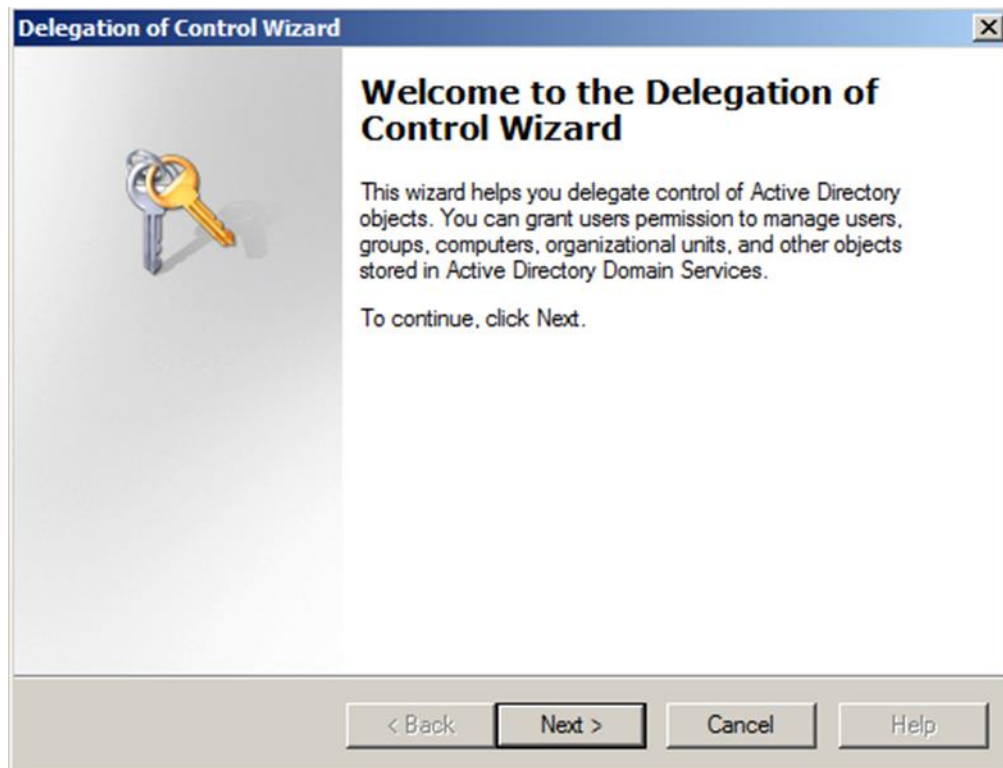 Delegation of Control Wizard
Welcome to the Delegation of
Control Wizard
This wizard helps you delegate control of Active Directory
objects. You can grant users permission to manage users,
groups, computers, organizational units, and other objects
stored in Active Directory Domain Services.
To continue, click Next.
< Back Next > Cancel Help